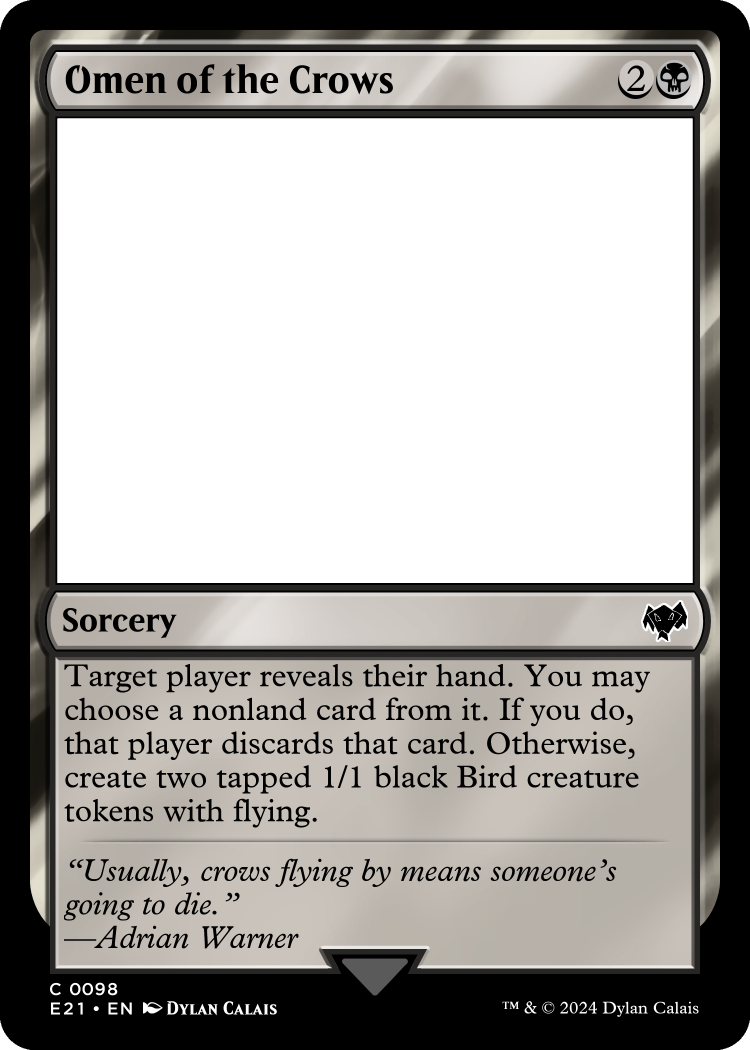 Omen of the Crows 2
Sorcery
Target player reveals their hand. You may
choose a nonland card from it. If you do,
that player discards that card. Otherwise,
create two tapped 1/1 black Bird creature
tokens with flying.
“Usually, crows flying by means someone’s
going to die.”
—Adrian Warner
C 0098
E21 • EN Dylan Calais
™ & © 2024 Dylan Calais